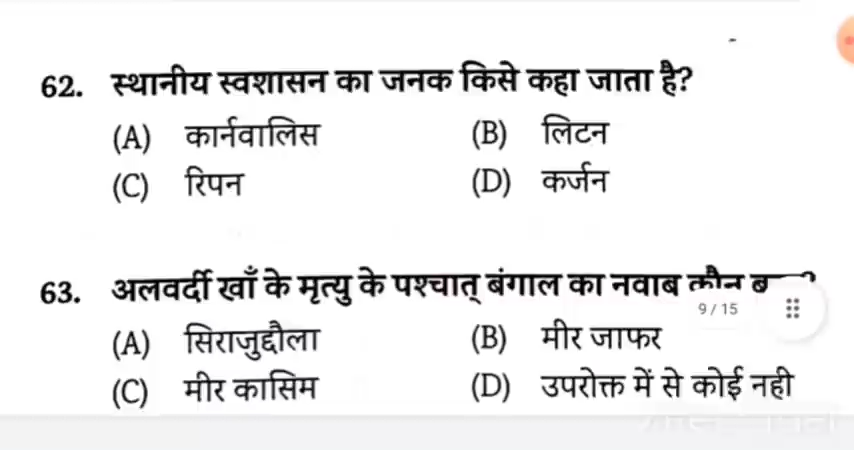 62. स्थानीय स्वशासन का जनक किसे कहा जाता है?
(A) कार्नवालिस (B) लिटन
(C) रिपन (D) कर्जन
63. अलवर्दी खाँ के मृत्यु के पश्चात् बंगाल का नवाब कौन
9 / 15
(A) सिराजुद्दौला (B) मीर जाफर
(C) मीर कासिम (D) उपरोक्त में से कोई नही